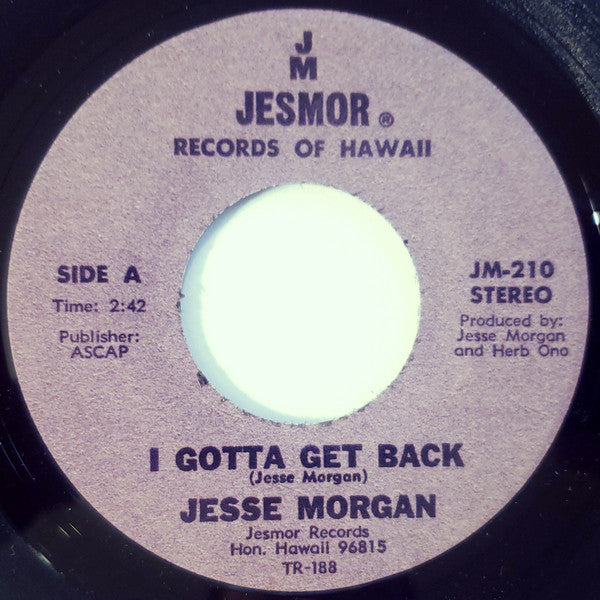 J
M
JESMOR ®
RECORDS OF HAWAII
SIDE A
Time: 2:42
Publisher:
ASCAP
JM-210
STEREO
Produced by:
Jesse Morgan
and Herb Ono
I GOTTA GET BACK
(Jesse Morgan)
JESSE MORGAN
Jesmor Records
Hon. Hawaii 96815
TR-188